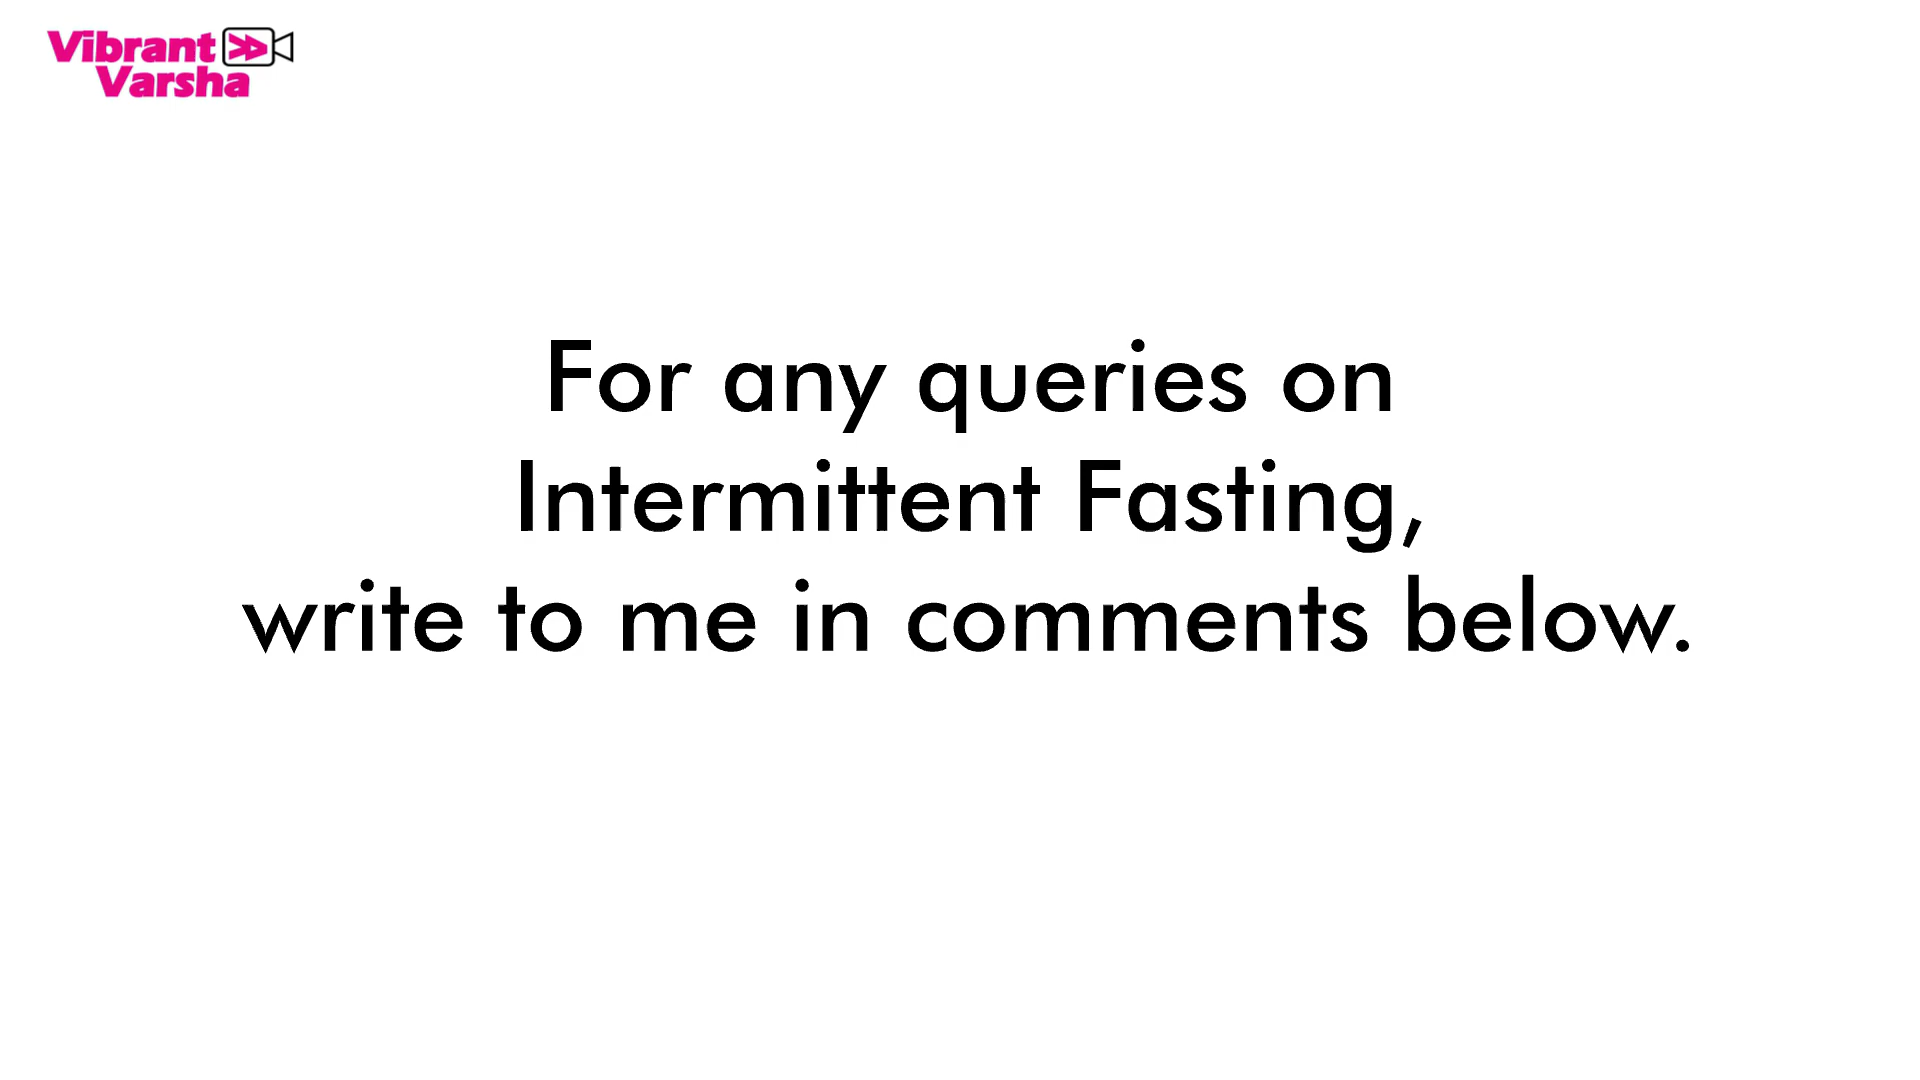 Vibrant
Varsha
For any queries on
Intermittent Fasting,
write to me in comments below.